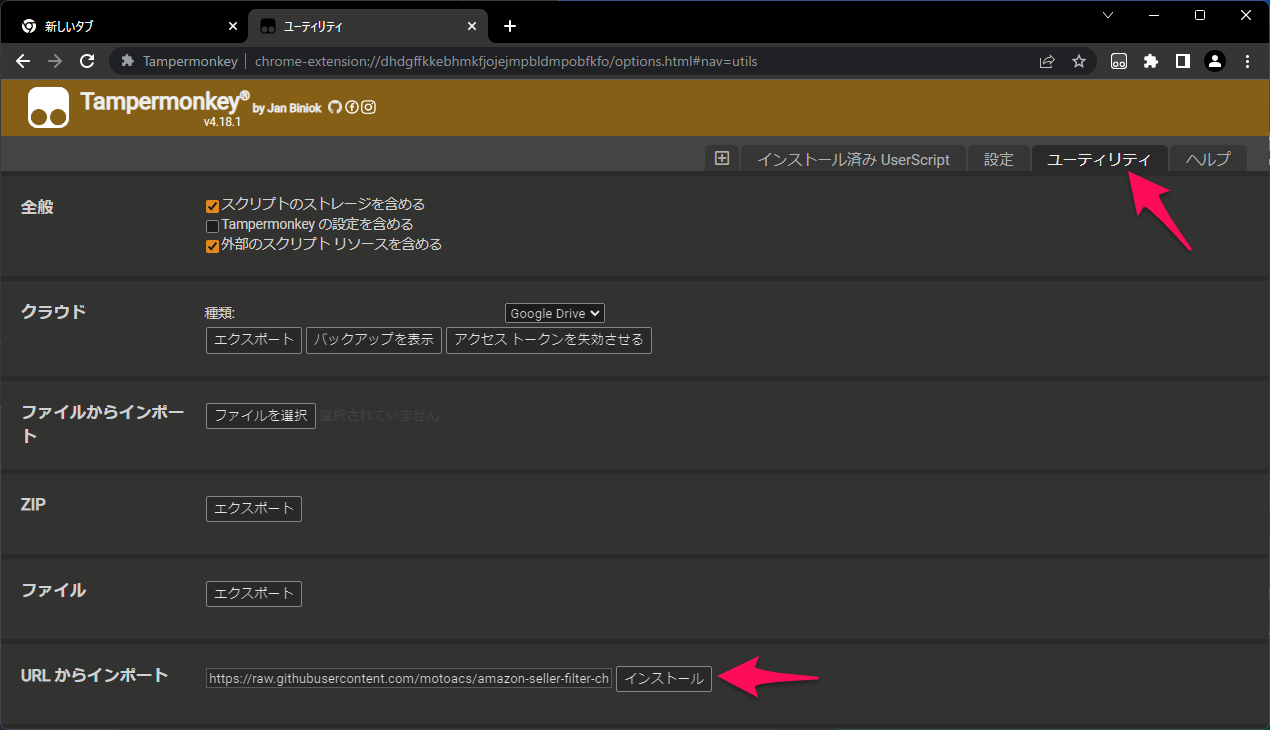 新しいタブ
ユーティリティ
Tampermonkey
chrome-extension://dhdgffkkebhmkfjojejmpbldmpobfkfo/options.html#nav=utils
Tampermonkey® by Jan Biniok
v4.18.1
インストール済み UserScript
設定
ユーティリティ
ヘルプ
全般
スクリプトのストレージを含める
Tampermonkey の設定を含める
外部のスクリプト リソースを含める
クラウド
種類:
Google Drive
エクスポート
バックアップを表示
アクセス トークンを失効させる
ファイルからインポー
ト
ファイルを選択
選択されていません
ZIP
エクスポート
ファイル
エクスポート
URL からインポート
https://raw.githubusercontent.com/motoacs/amazon-seller-filter-ch
インストール